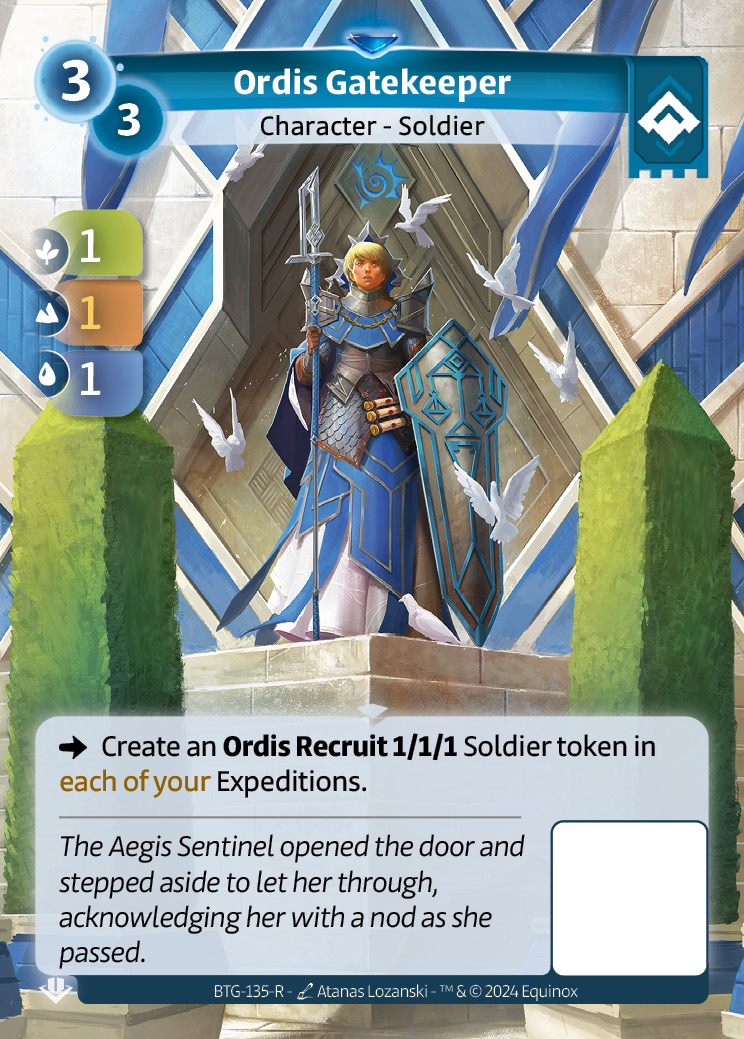 3
Ordis Gatekeeper
3
Character - Soldier
1
1
1
Create an Ordis Recruit 1/1/1 Soldier token in
each of your Expeditions.
The Aegis Sentinel opened the door and
stepped aside to let her through,
acknowledging her with a nod as she
passed.
BTG-135-R - Atanas Lozanski - ™ & © 2024 Equinox